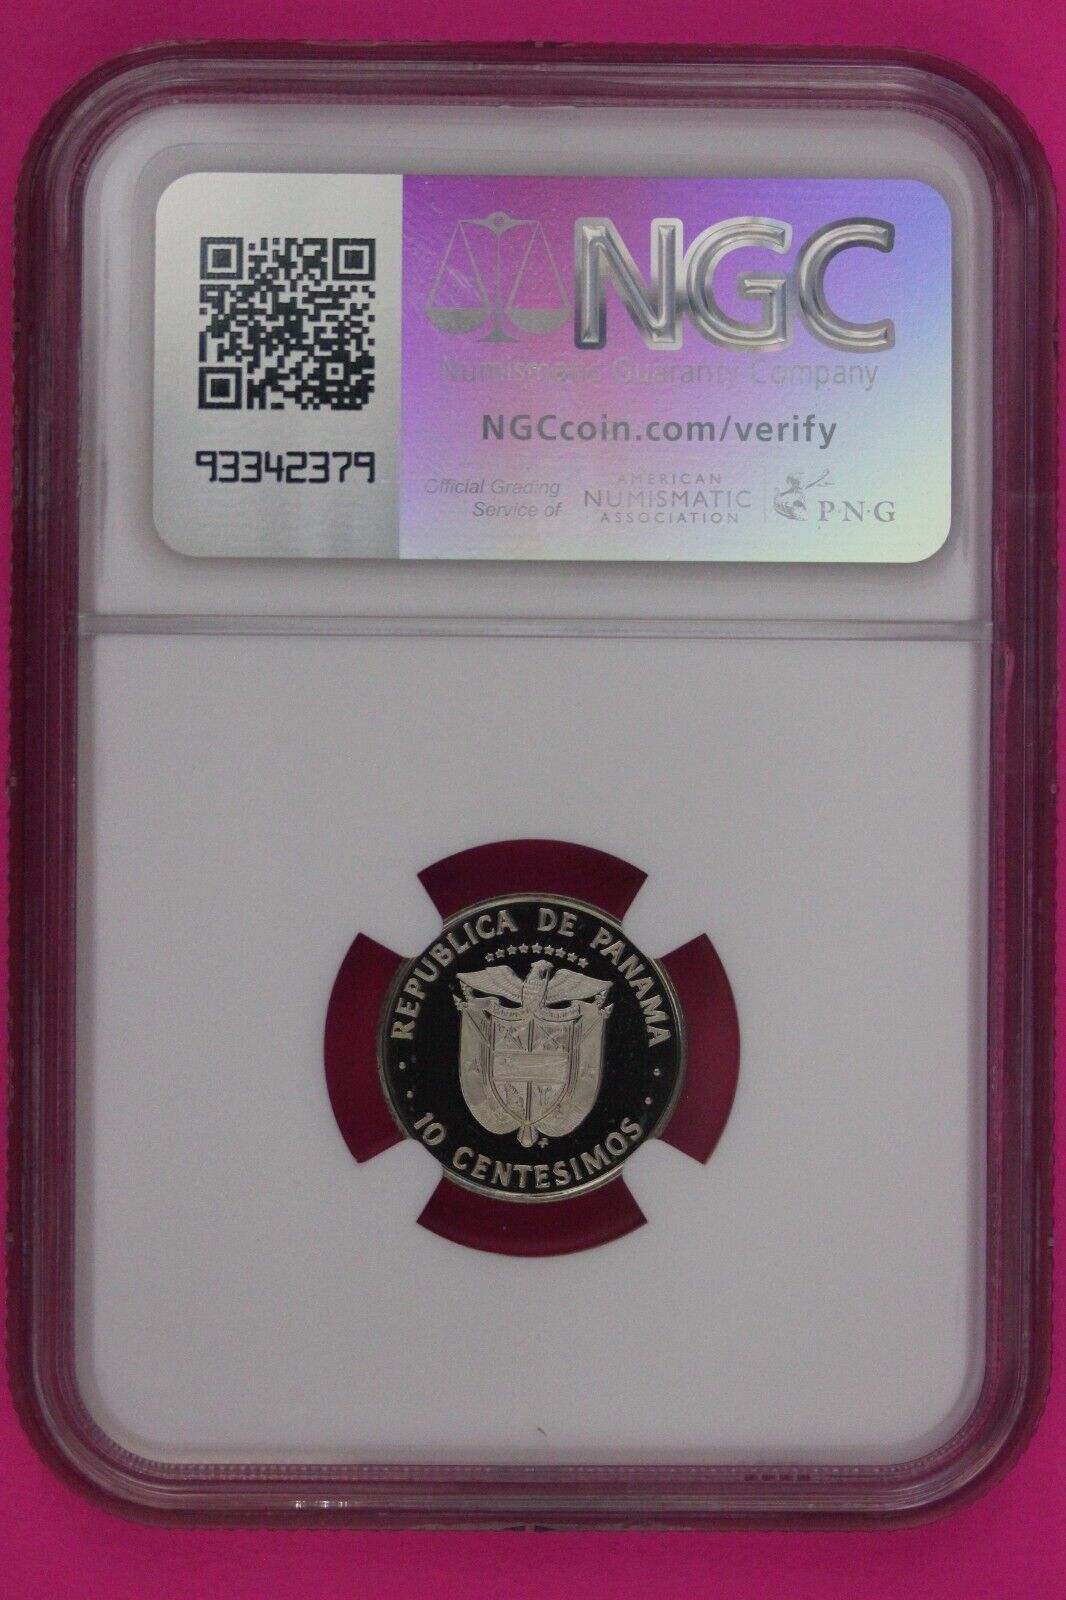 NGC
Numismatic Guaranty Company
NGCcoin.com/verify
93342379
Official Grading
Service of
AMERICAN
NUMISMATIC
ASSOCIATION
P·N·G
· REPUBLICA DE PANAMA ·
· 10 CENTESIMOS ·